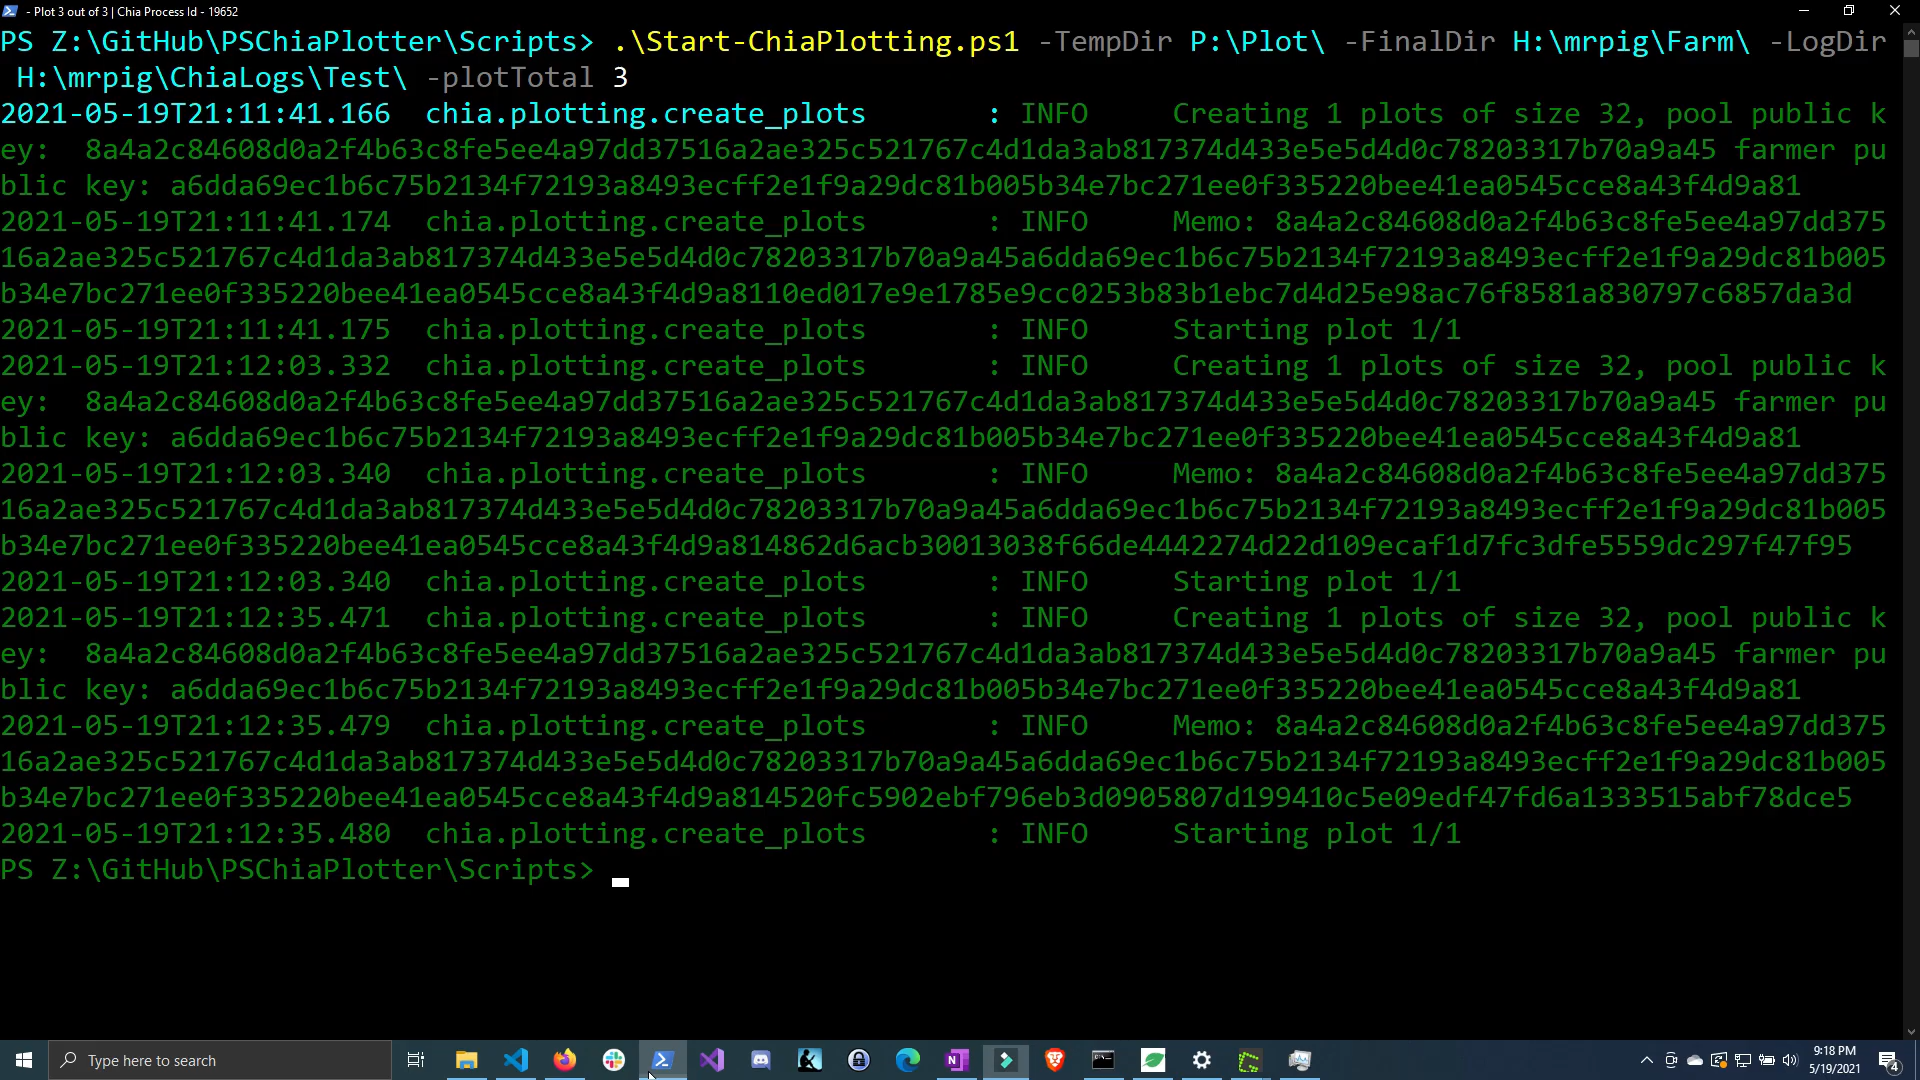 - Plot 3 out of 3 | Chia Process Id - 19652
PS Z:\GitHub\PSChiaPlotter\Scripts> .\Start-ChiaPlotting.ps1 -TempDir P:\Plot\ -FinalDir H:\mrpig\Farm\ -LogDir
H:\mrpig\ChiaLogs\Test\ -plotTotal 3
2021-05-19T21:11:41.166  chia.plotting.create_plots       : INFO     Creating 1 plots of size 32, pool public k
ey:  8a4a2c84608d0a2f4b63c8fe5ee4a97dd37516a2ae325c521767c4d1da3ab817374d433e5e5d4d0c78203317b70a9a45 farmer pu
blic key: a6dda69ec1b6c75b2134f72193a8493ecff2e1f9a29dc81b005b34e7bc271ee0f335220bee41ea0545cce8a43f4d9a81
2021-05-19T21:11:41.174  chia.plotting.create_plots       : INFO     Memo: 8a4a2c84608d0a2f4b63c8fe5ee4a97dd375
16a2ae325c521767c4d1da3ab817374d433e5e5d4d0c78203317b70a9a45a6dda69ec1b6c75b2134f72193a8493ecff2e1f9a29dc81b005
b34e7bc271ee0f335220bee41ea0545cce8a43f4d9a8110ed017e9e1785e9cc0253b83b1ebc7d4d25e98ac76f8581a830797c6857da3d
2021-05-19T21:11:41.175  chia.plotting.create_plots       : INFO     Starting plot 1/1
2021-05-19T21:12:03.332  chia.plotting.create_plots       : INFO     Creating 1 plots of size 32, pool public k
ey:  8a4a2c84608d0a2f4b63c8fe5ee4a97dd37516a2ae325c521767c4d1da3ab817374d433e5e5d4d0c78203317b70a9a45 farmer pu
blic key: a6dda69ec1b6c75b2134f72193a8493ecff2e1f9a29dc81b005b34e7bc271ee0f335220bee41ea0545cce8a43f4d9a81
2021-05-19T21:12:03.340  chia.plotting.create_plots       : INFO     Memo: 8a4a2c84608d0a2f4b63c8fe5ee4a97dd375
16a2ae325c521767c4d1da3ab817374d433e5e5d4d0c78203317b70a9a45a6dda69ec1b6c75b2134f72193a8493ecff2e1f9a29dc81b005
b34e7bc271ee0f335220bee41ea0545cce8a43f4d9a814862d6acb30013038f66de4442274d22d109ecaf1d7fc3dfe5559dc297f47f95
2021-05-19T21:12:03.340  chia.plotting.create_plots       : INFO     Starting plot 1/1
2021-05-19T21:12:35.471  chia.plotting.create_plots       : INFO     Creating 1 plots of size 32, pool public k
ey:  8a4a2c84608d0a2f4b63c8fe5ee4a97dd37516a2ae325c521767c4d1da3ab817374d433e5e5d4d0c78203317b70a9a45 farmer pu
blic key: a6dda69ec1b6c75b2134f72193a8493ecff2e1f9a29dc81b005b34e7bc271ee0f335220bee41ea0545cce8a43f4d9a81
2021-05-19T21:12:35.479  chia.plotting.create_plots       : INFO     Memo: 8a4a2c84608d0a2f4b63c8fe5ee4a97dd375
16a2ae325c521767c4d1da3ab817374d433e5e5d4d0c78203317b70a9a45a6dda69ec1b6c75b2134f72193a8493ecff2e1f9a29dc81b005
b34e7bc271ee0f335220bee41ea0545cce8a43f4d9a814520fc5902ebf796eb3d0905807d199410c5e09edf47fd6a1333515abf78dce5
2021-05-19T21:12:35.480  chia.plotting.create_plots       : INFO     Starting plot 1/1
PS Z:\GitHub\PSChiaPlotter\Scripts>
Type here to search
9:18 PM
5/19/2021
4